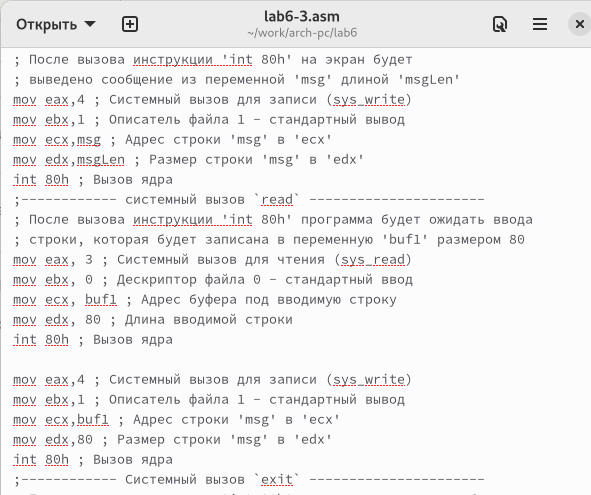 Открыть
lab6-3.asm
~/work/arch-pc/lab6
; После вызова инструкции 'int 80h' на экран будет
; выведено сообщение из переменной 'msg' длиной 'msgLen'
mov eax,4 ; Системный вызов для записи (sys_write)
mov ebx,1 ; Описатель файла 1 - стандартный вывод
mov ecx,msg ; Адрес строки 'msg' в 'ecx'
mov edx,msgLen ; Размер строки 'msg' в 'edx'
int 80h ; Вызов ядра
;------------ системный вызов `read` ----------------------
; После вызова инструкции 'int 80h' программа будет ожидать ввода
; строки, которая будет записана в переменную 'buf1' размером 80
mov eax, 3 ; Системный вызов для чтения (sys_read)
mov ebx, 0 ; Дескриптор файла 0 - стандартный ввод
mov ecx, buf1 ; Адрес буфера под вводимую строку
mov edx, 80 ; Длина вводимой строки
int 80h ; Вызов ядра
mov eax,4 ; Системный вызов для записи (sys_write)
mov ebx,1 ; Описатель файла 1 - стандартный вывод
mov ecx,buf1 ; Адрес строки 'msg' в 'ecx'
mov edx,80 ; Размер строки 'msg' в 'edx'
int 80h ; Вызов ядра
;------------ Системный вызов `exit` ----------------------